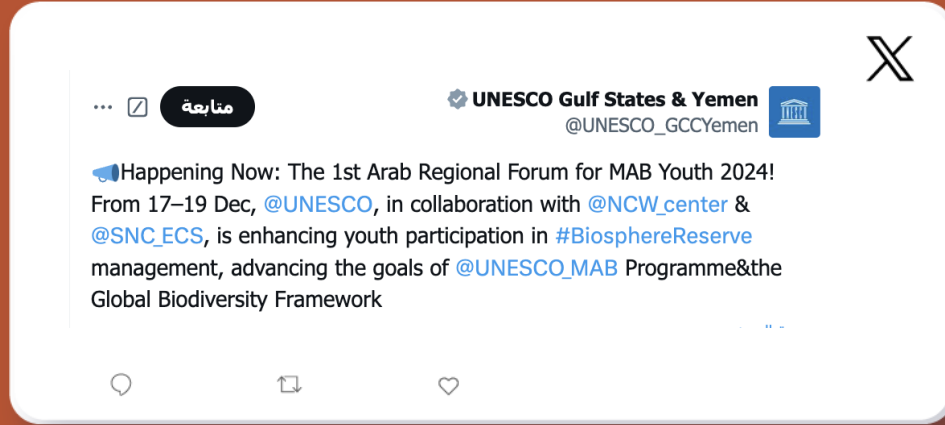 UNESCO Gulf States & Yemen
@UNESCO_GCCYemen
متابعة
📣Happening Now: The 1st Arab Regional Forum for MAB Youth 2024!
From 17–19 Dec, @UNESCO, in collaboration with @NCW_center &
@SNC_ECS, is enhancing youth participation in #BiosphereReserve
management, advancing the goals of @UNESCO_MAB Programme&the
Global Biodiversity Framework